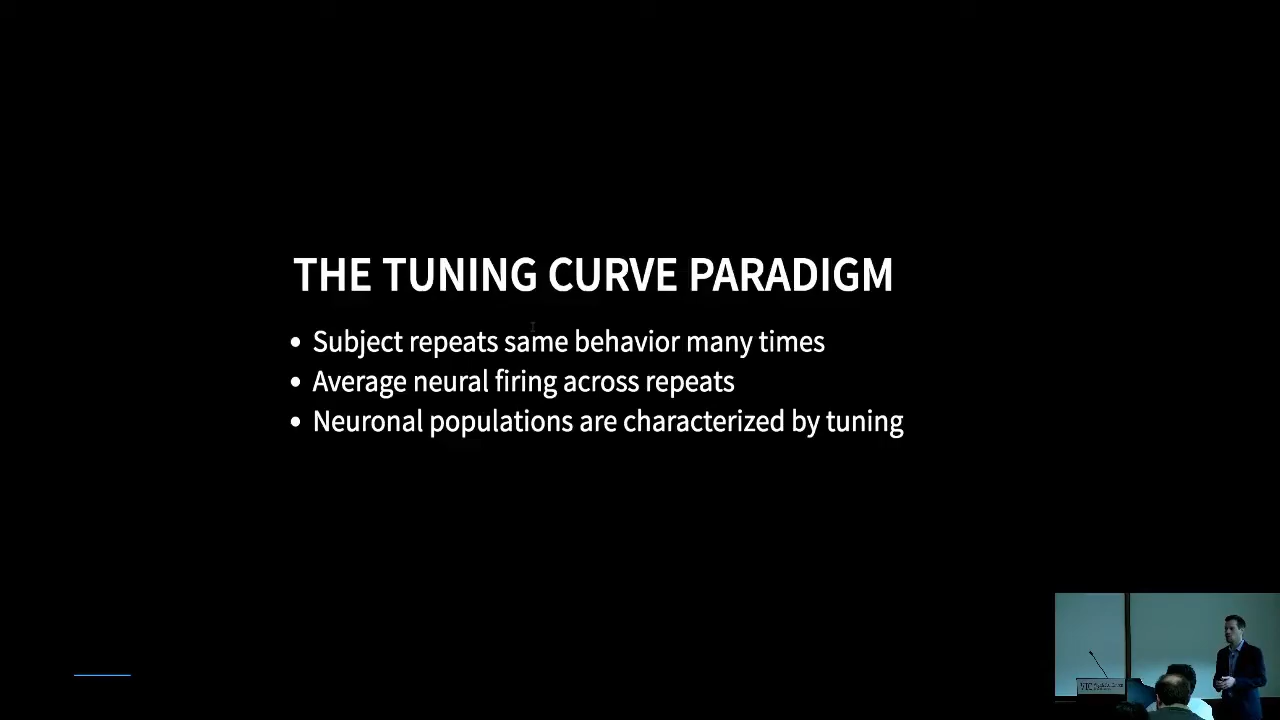 THE TUNING CURVE PARADIGM
• Subject repeats same behavior many times
• Average neural firing across repeats
• Neuronal populations are characterized by tuning